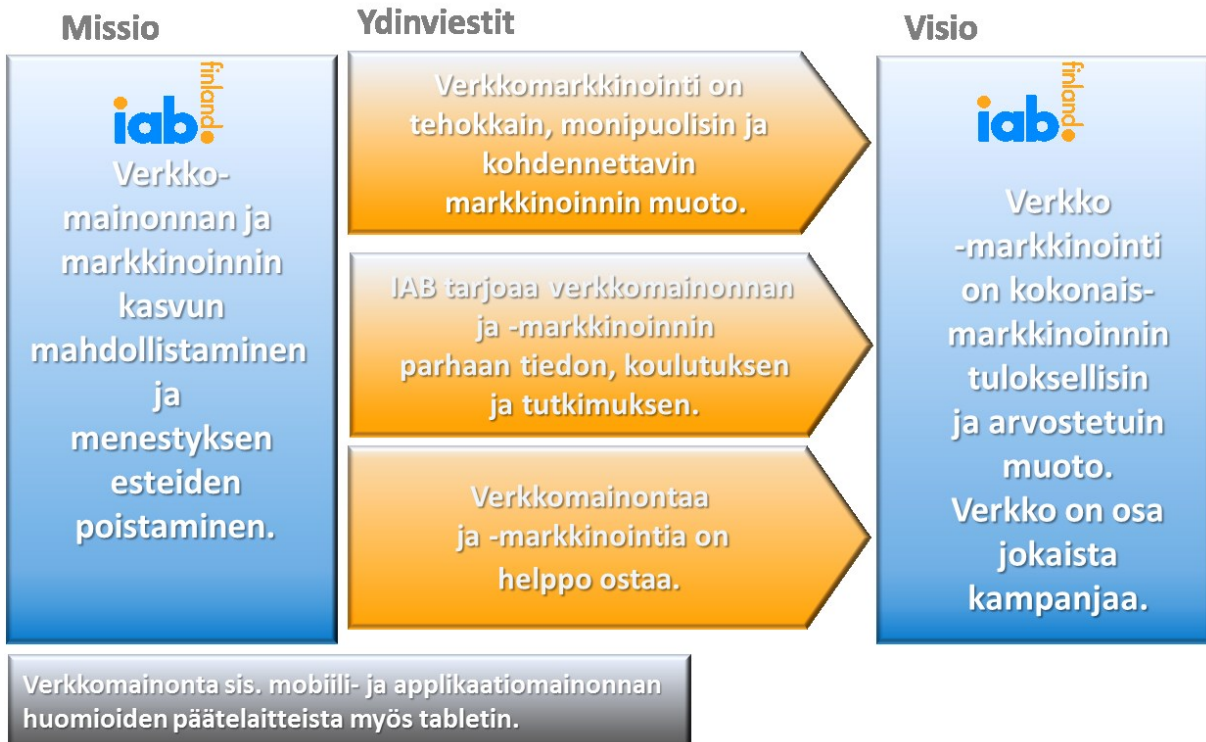 Missio
iab finland
Verkko-
mainonnan ja
markkinoinnin
kasvun
mahdollistaminen
ja
menestyksen
esteiden
poistaminen.
Ydinviestit
Verkkomarkkinointi on
tehokkain, monipuolisin ja
kohdennettavin
markkinoinnin muoto.
IAB tarjoaa verkkomainonnan
ja -markkinoinnin
parhaan tiedon, koulutuksen
ja tutkimuksen.
Verkkomainontaa
ja -markkinointia on
helppo ostaa.
Visio
iab finland
Verkko
-markkinointi
on kokonais-
markkinoinnin
tuloksellisin
ja arvostetuin
muoto.
Verkko on osa
jokaista
kampanjaa.
Verkkomainonta sis. mobiili- ja applikaatiomainonnan
huomioiden päätelaitteista myös tabletin.